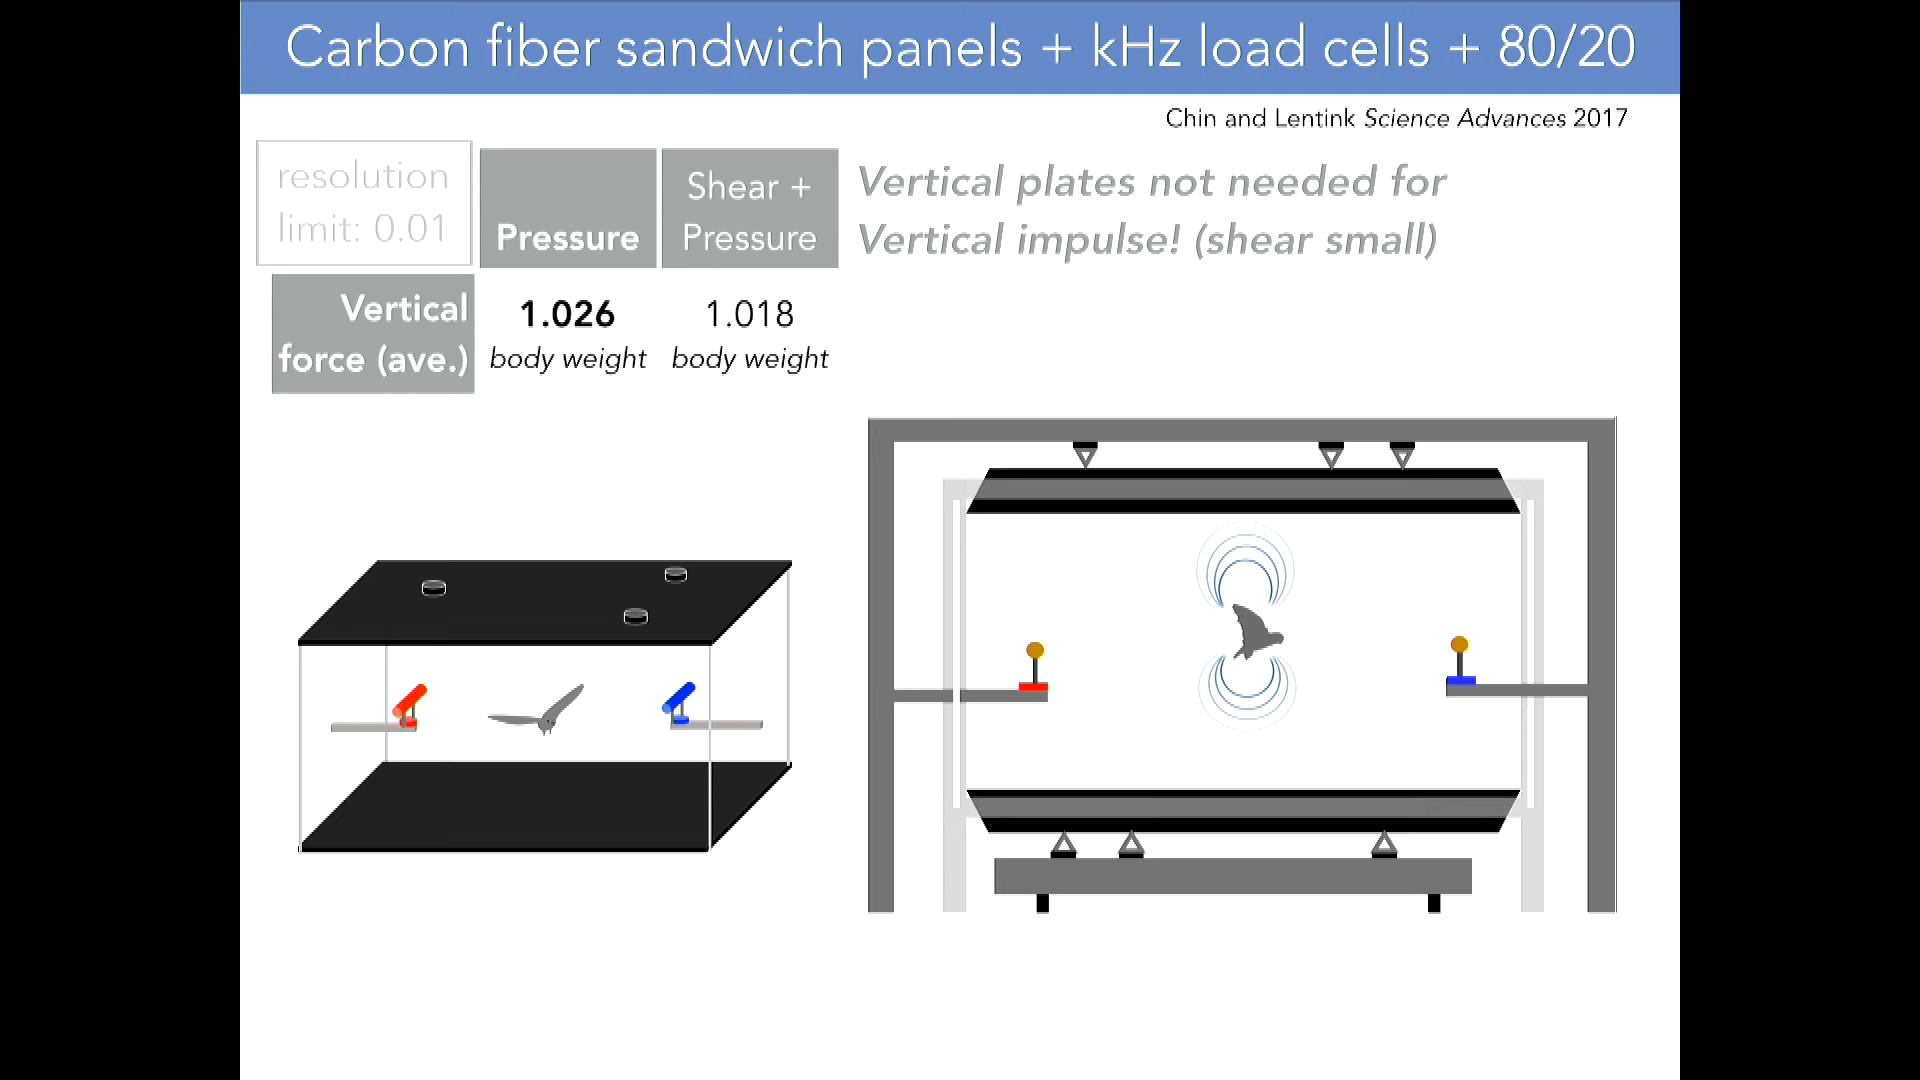 Carbon fiber sandwich panels + kHz load cells + 80/20
Chin and Lentink Science Advances 2017
resolution
limit: 0.01
Pressure
Shear +
Pressure
Vertical plates not needed for
Vertical impulse! (shear small)
Vertical
force (ave.)
1.026
body weight
1.018
body weight